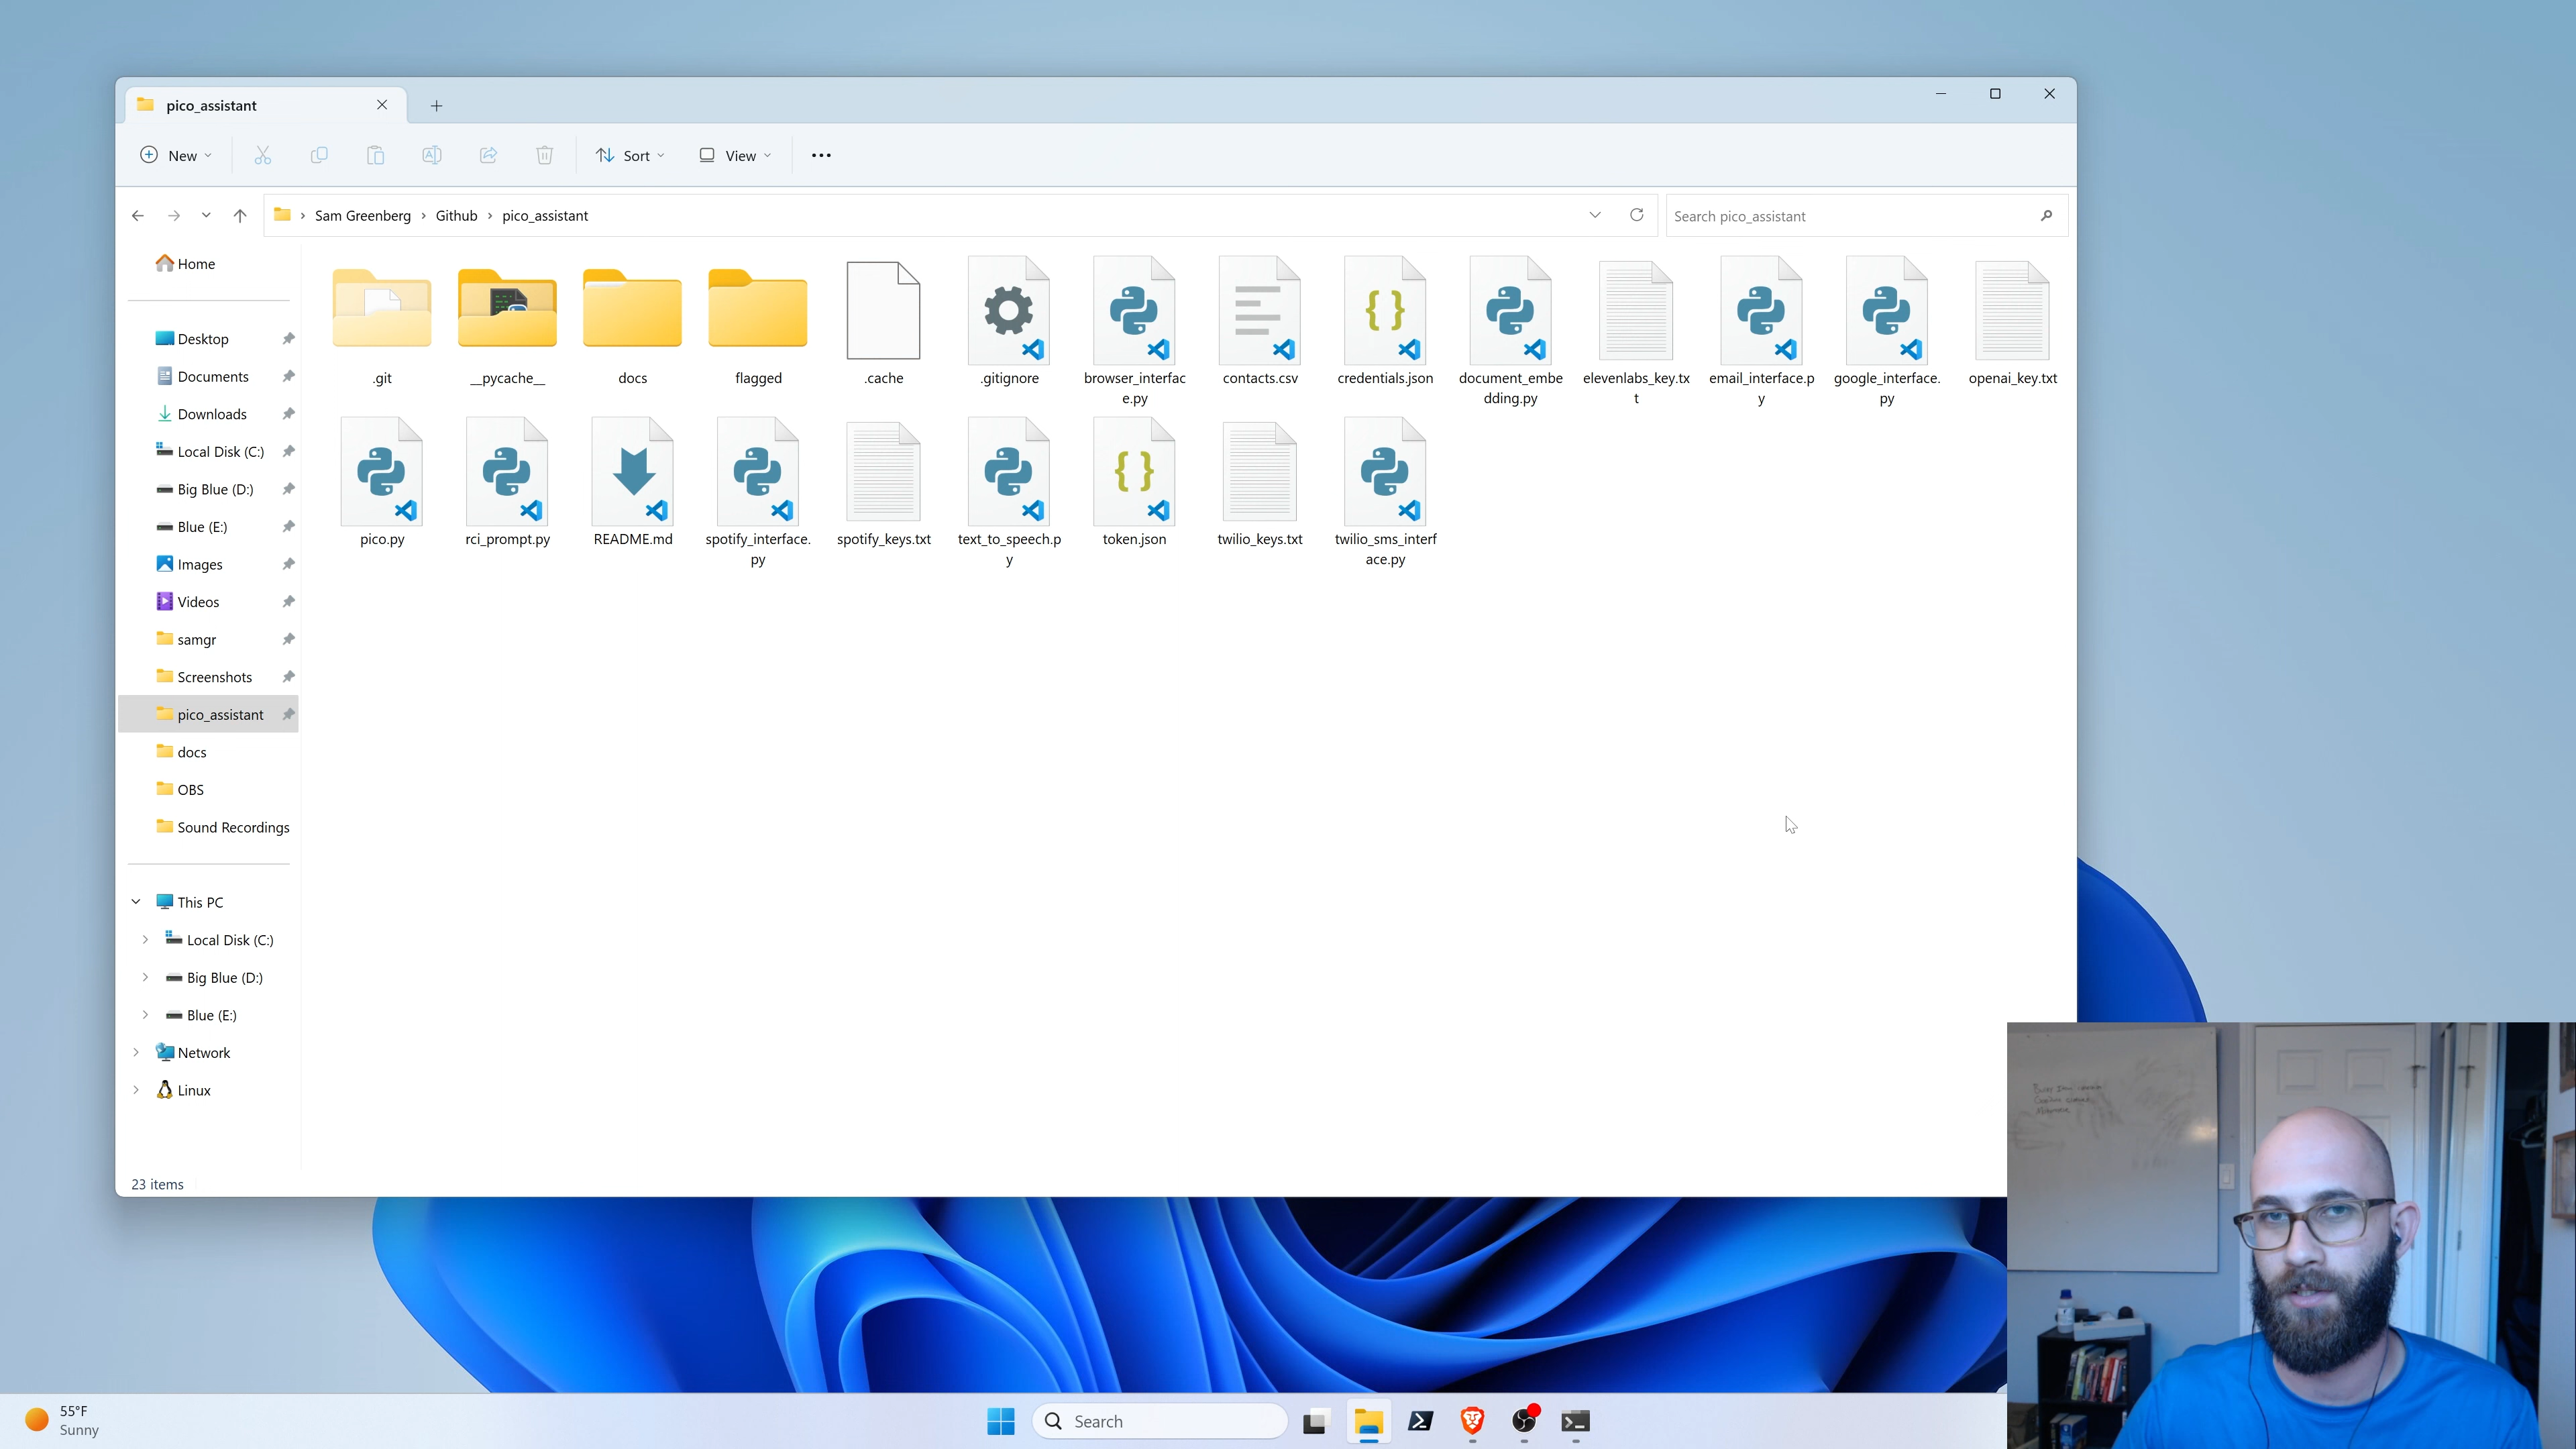 pico_assistant
New
Sort
View
Sam Greenberg
Github
pico_assistant
Search pico_assistant
Home
Desktop
Documents
Downloads
Local Disk (C:)
Big Blue (D:)
Blue (E:)
Images
Videos
samgr
Screenshots
pico_assistant
docs
OBS
Sound Recordings
This PC
Local Disk (C:)
Big Blue (D:)
Blue (E:)
Network
Linux
.git
__pycache__
docs
flagged
.cache
.gitignore
browser_interfac
e.py
contacts.csv
credentials.json
document_embe
dding.py
elevenlabs_key.tx
t
email_interface.p
y
google_interface.
py
openai_key.txt
pico.py
rci_prompt.py
README.md
spotify_interface.
py
spotify_keys.txt
text_to_speech.p
y
token.json
twilio_keys.txt
twilio_sms_interf
ace.py
23 items
55°F
Sunny
Search